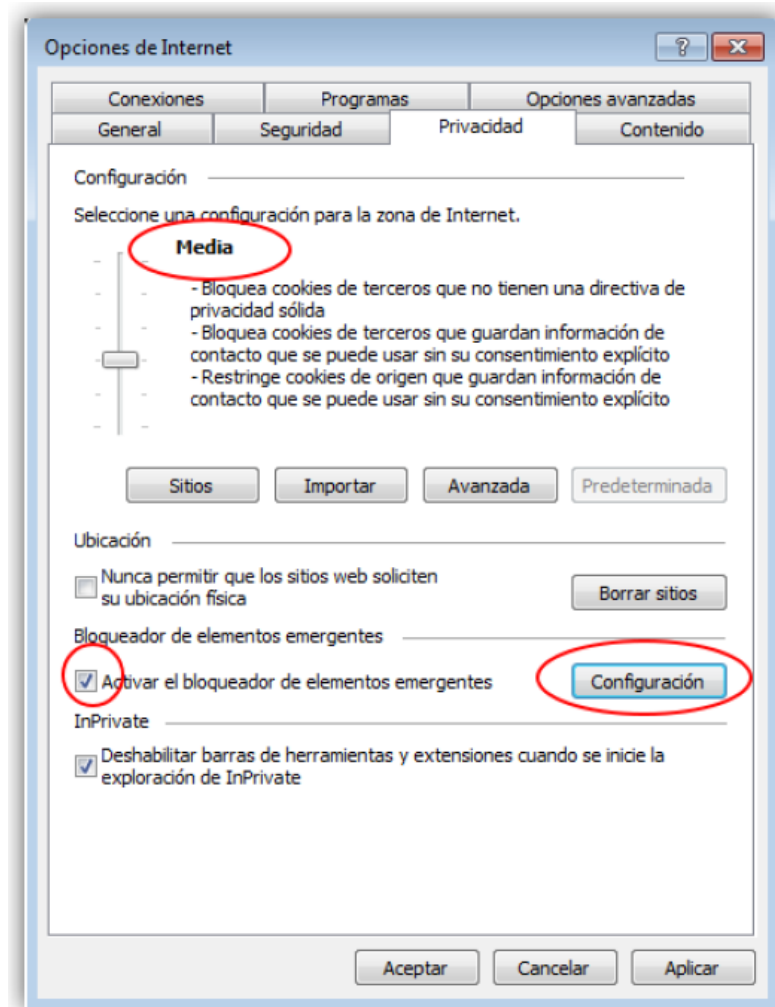 Opciones de Internet
Conexiones Programas Opciones avanzadas
General Seguridad Privacidad Contenido
Configuración
Seleccione una configuración para la zona de Internet.
Media
- Bloquea cookies de terceros que no tienen una directiva de
privacidad sólida
- Bloquea cookies de terceros que guardan información de
contacto que se puede usar sin su consentimiento explícito
- Restringe cookies de origen que guardan información de
contacto que se puede usar sin su consentimiento explícito
Sitios Importar Avanzada Predeterminada
Ubicación
Nunca permitir que los sitios web soliciten
su ubicación física
Borrar sitios
Bloqueador de elementos emergentes
Activar el bloqueador de elementos emergentes Configuración
InPrivate
Deshabilitar barras de herramientas y extensiones cuando se inicie la
exploración de InPrivate
Aceptar Cancelar Aplicar